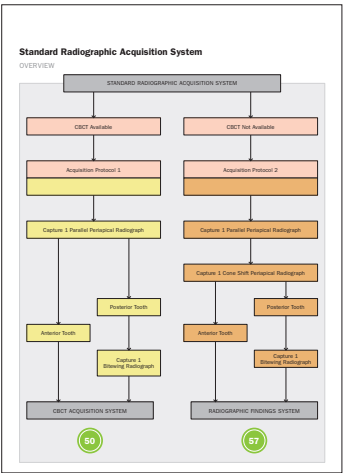 Standard Radiographic Acquisition System
OVERVIEW
STANDARD RADIOGRAPHIC ACQUISITION SYSTEM
CBCT Available
CBCT Not Available
Acquisition Protocol 1
Acquisition Protocol 2
Capture 1 Parallel Periapical Radiograph
Capture 1 Parallel Periapical Radiograph
Capture 1 Cone Shift Periapical Radiograph
Posterior Tooth
Posterior Tooth
Anterior Tooth
Anterior Tooth
Capture 1
Bitewing Radiograph
Capture 1
Bitewing Radiograph
CBCT ACQUISITION SYSTEM
RADIOGRAPHIC FINDINGS SYSTEM
50
57